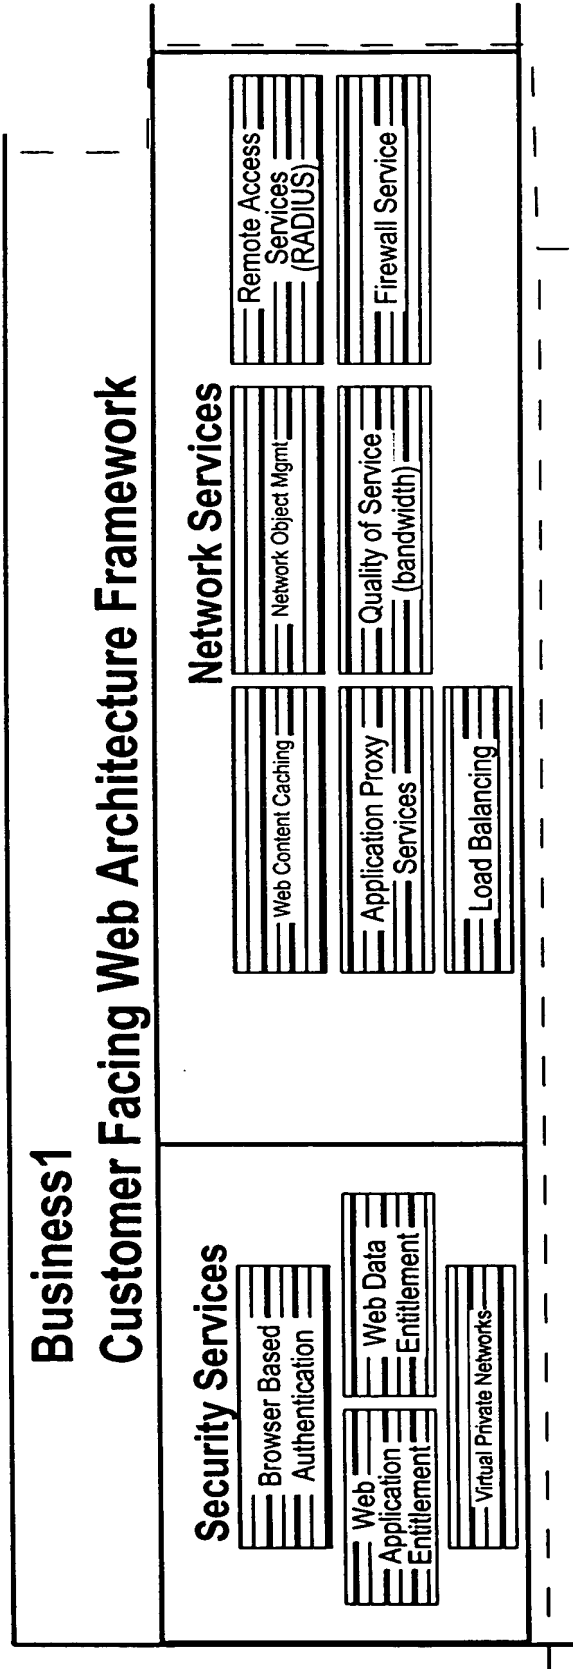 Business1
Customer Facing Web Architecture Framework
Security Services
Browser Based
Authentication
Web
Application
Entitlement
Web Data
Entitlement
Virtual Private Networks
Network Services
Web Content Caching
Network Object Mgmt
Remote Access
Services
(RADIUS)
Application Proxy
Services
Quality of Service
(bandwidth)
Firewall Service
Load Balancing